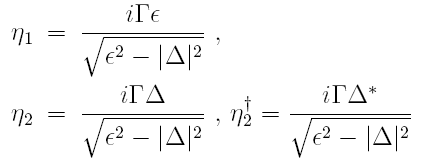 η₁ = iΓϵ / √(ϵ² − |Δ|²) ,
η₂ = iΓΔ / √(ϵ² − |Δ|²) , η₂† = iΓΔ* / √(ϵ² − |Δ|²)